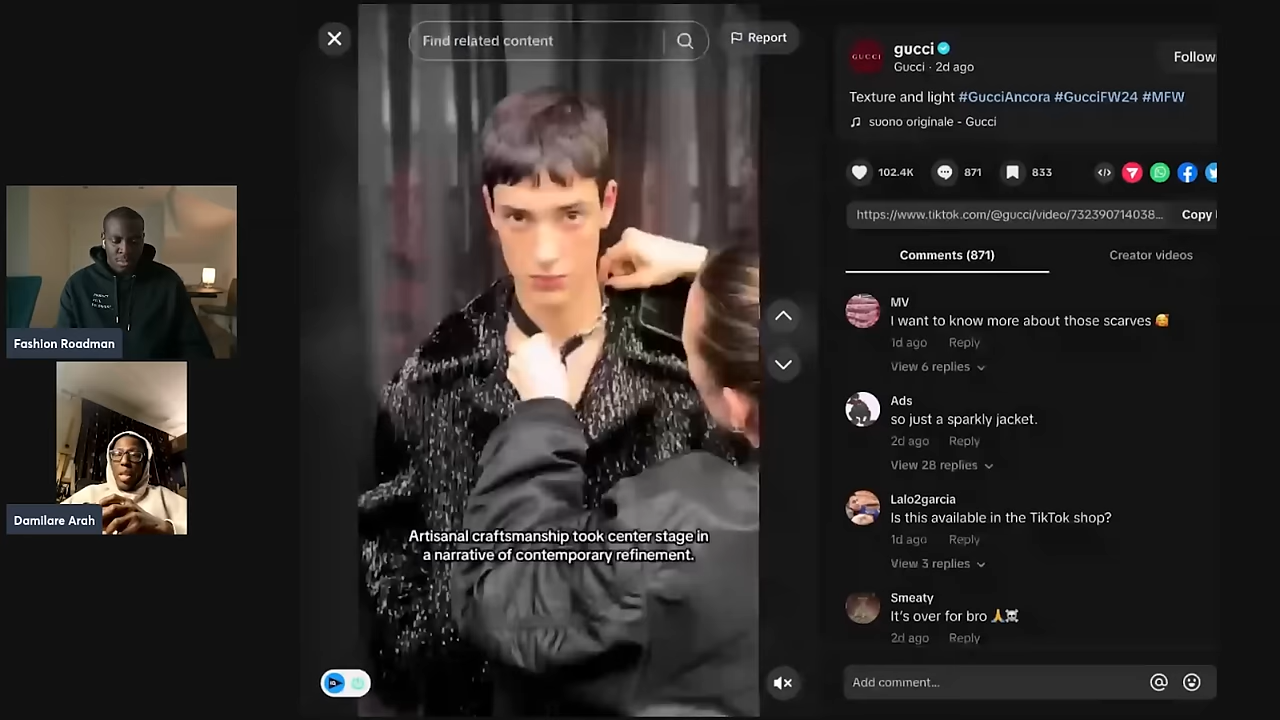 Find related content
Report
GUCCI
gucci
Gucci · 2d ago
Follow
Texture and light #GucciAncora #GucciFW24 #MFW
suono originale - Gucci
102.4K
871
833
https://www.tiktok.com/@gucci/video/732390714038...
Copy
Comments (871)
Creator videos
MV
I want to know more about those scarves 🥰
1d ago Reply
View 6 replies
Ads
so just a sparkly jacket.
2d ago Reply
View 28 replies
Lalo2garcia
Is this available in the TikTok shop?
1d ago Reply
View 3 replies
Smeaty
It's over for bro 🙏☠️
2d ago Reply
Add comment...
Fashion Roadman
Damilare Arah
Artisanal craftsmanship took center stage in
a narrative of contemporary refinement.